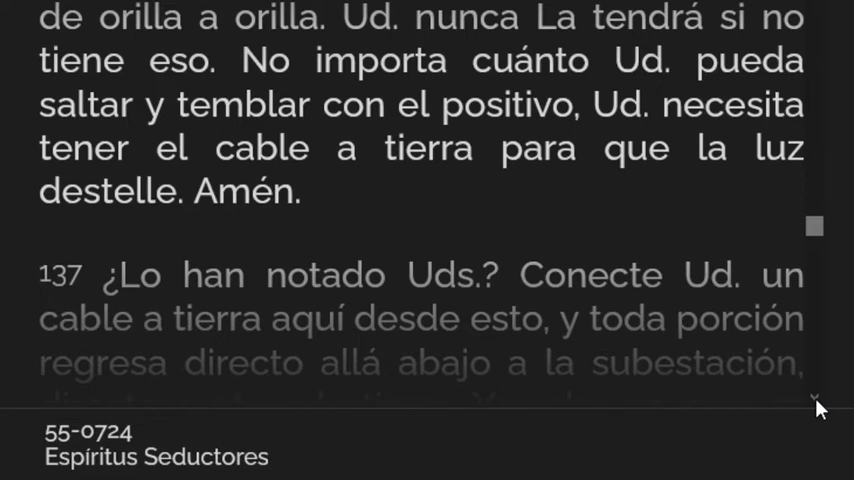 de orilla a orilla. Ud. nunca La tendrá si no
tiene eso. No importa cuánto Ud. pueda
saltar y temblar con el positivo, Ud. necesita
tener el cable a tierra para que la luz
destelle. Amén.
137 ¿Lo han notado Uds.? Conecte Ud. un
cable a tierra aquí desde esto, y toda porción
regresa directo allá abajo a la subestación,
55-0724
Espíritus Seductores